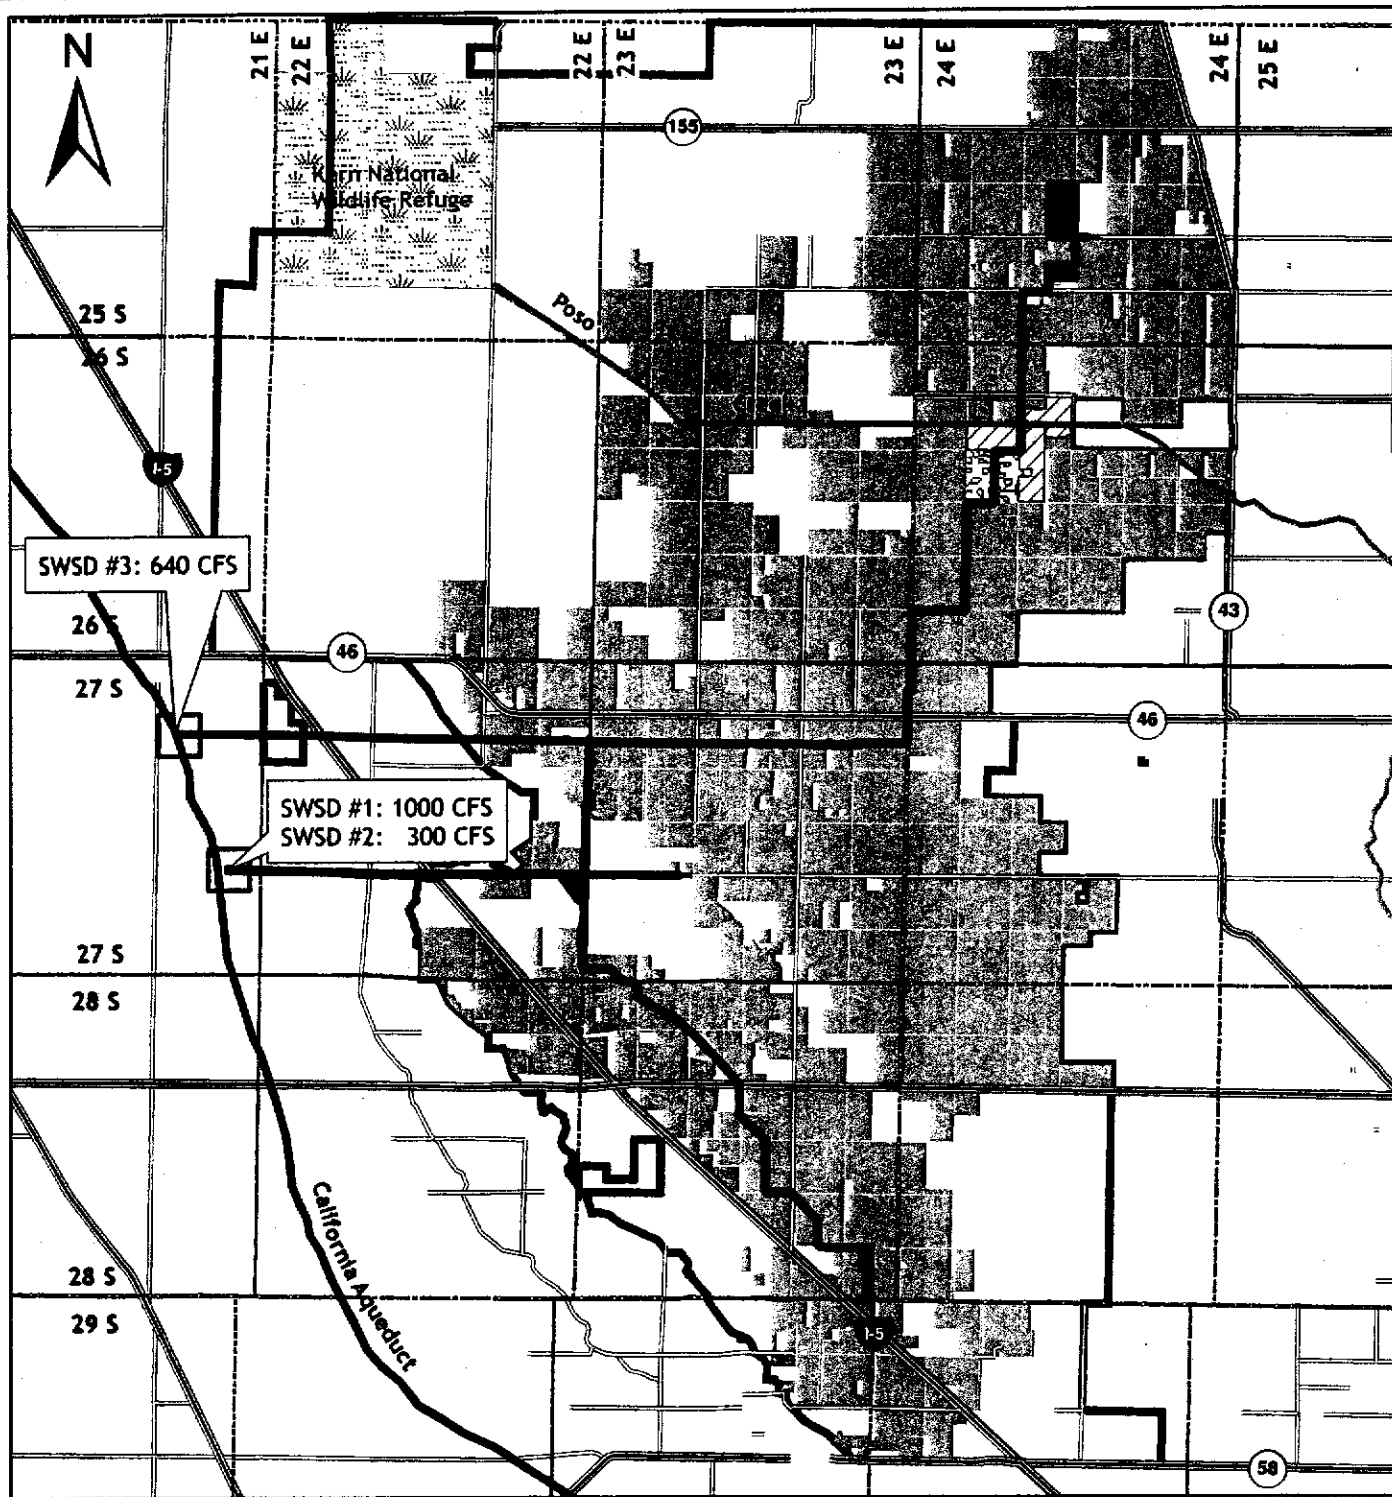 N
21 E
22 E
22 E
23 E
23 E
24 E
24 E
25 E
155
Kern National
Wildlife Refuge
Poso
25 S
26 S
I-5
SWSD #3: 640 CFS
26 S
43
46
27 S
46
SWSD #1: 1000 CFS
SWSD #2: 300 CFS
27 S
28 S
California Aqueduct
28 S
29 S
I-5
58